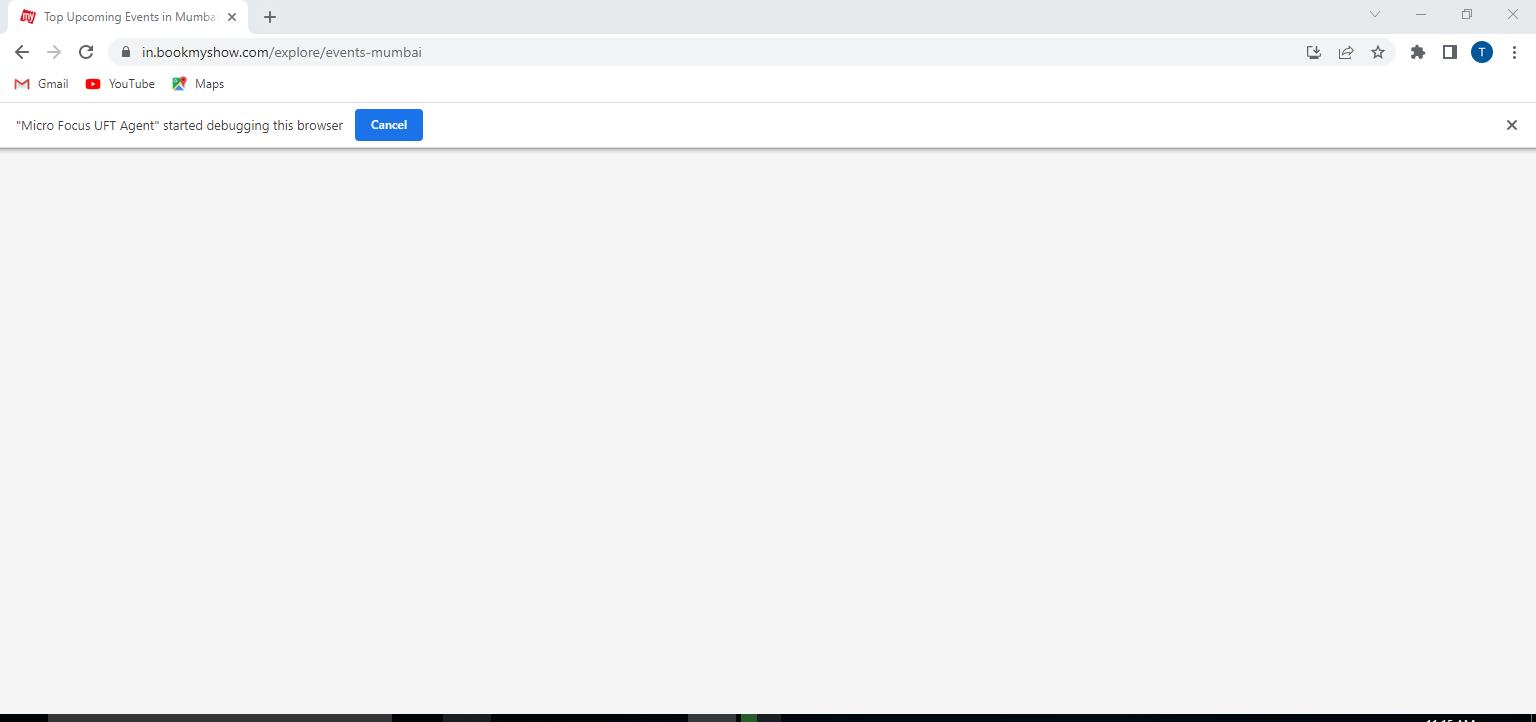 my Top Upcoming Events in Mumba
in.bookmyshow.com/explore/events-mumbai
T
Gmail YouTube Maps
"Micro Focus UFT Agent" started debugging this browser Cancel